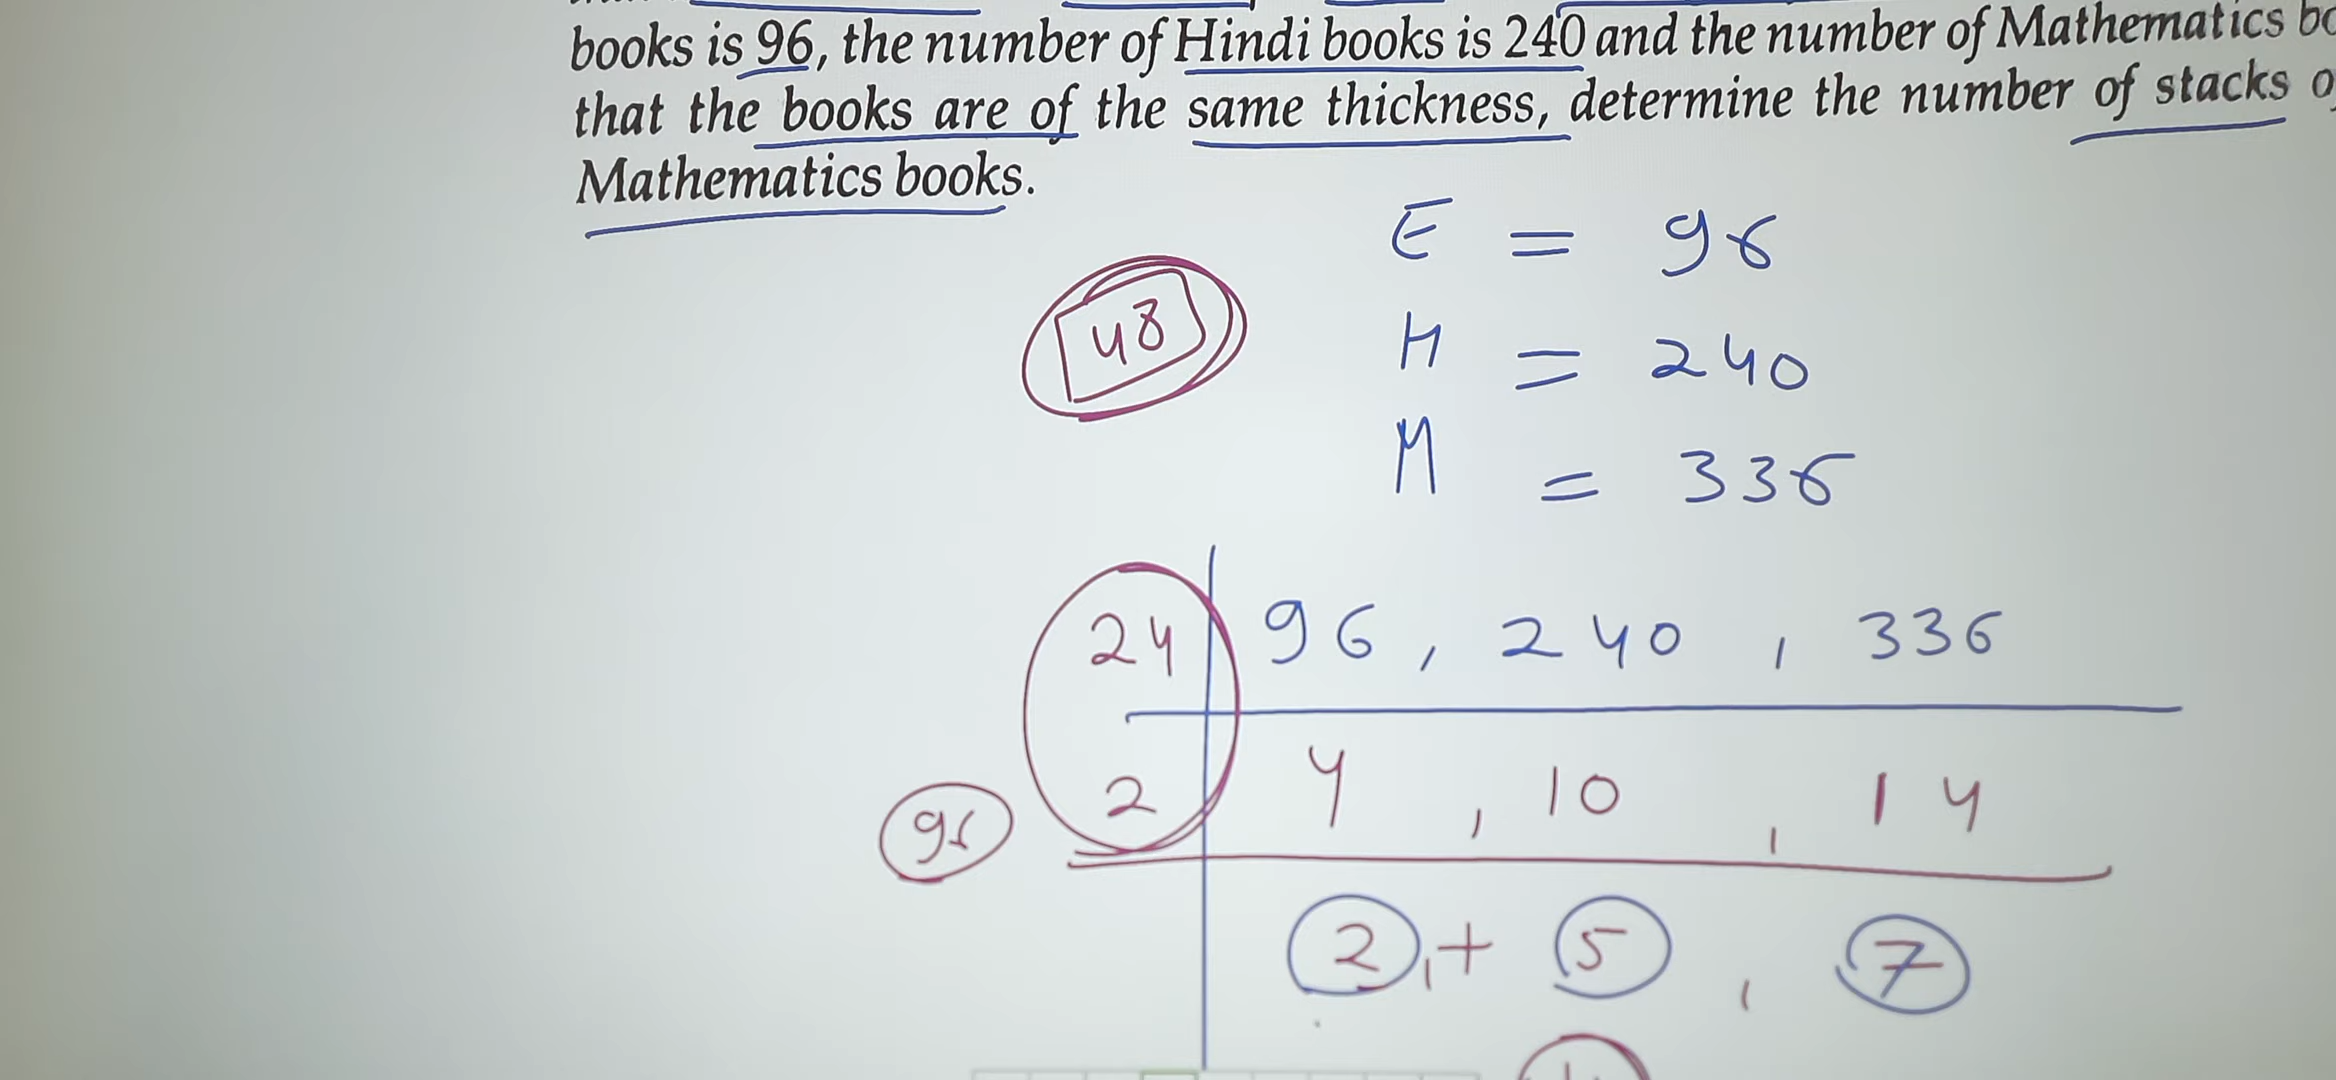 books is 96, the number of Hindi books is 240 and the number of Mathematics
that the books are of the same thickness, determine the number of stacks
Mathematics books.
E = 96
H = 240
M = 336
48
24 96, 240, 336
2 4, 10, 14
96
2, + 5, 7